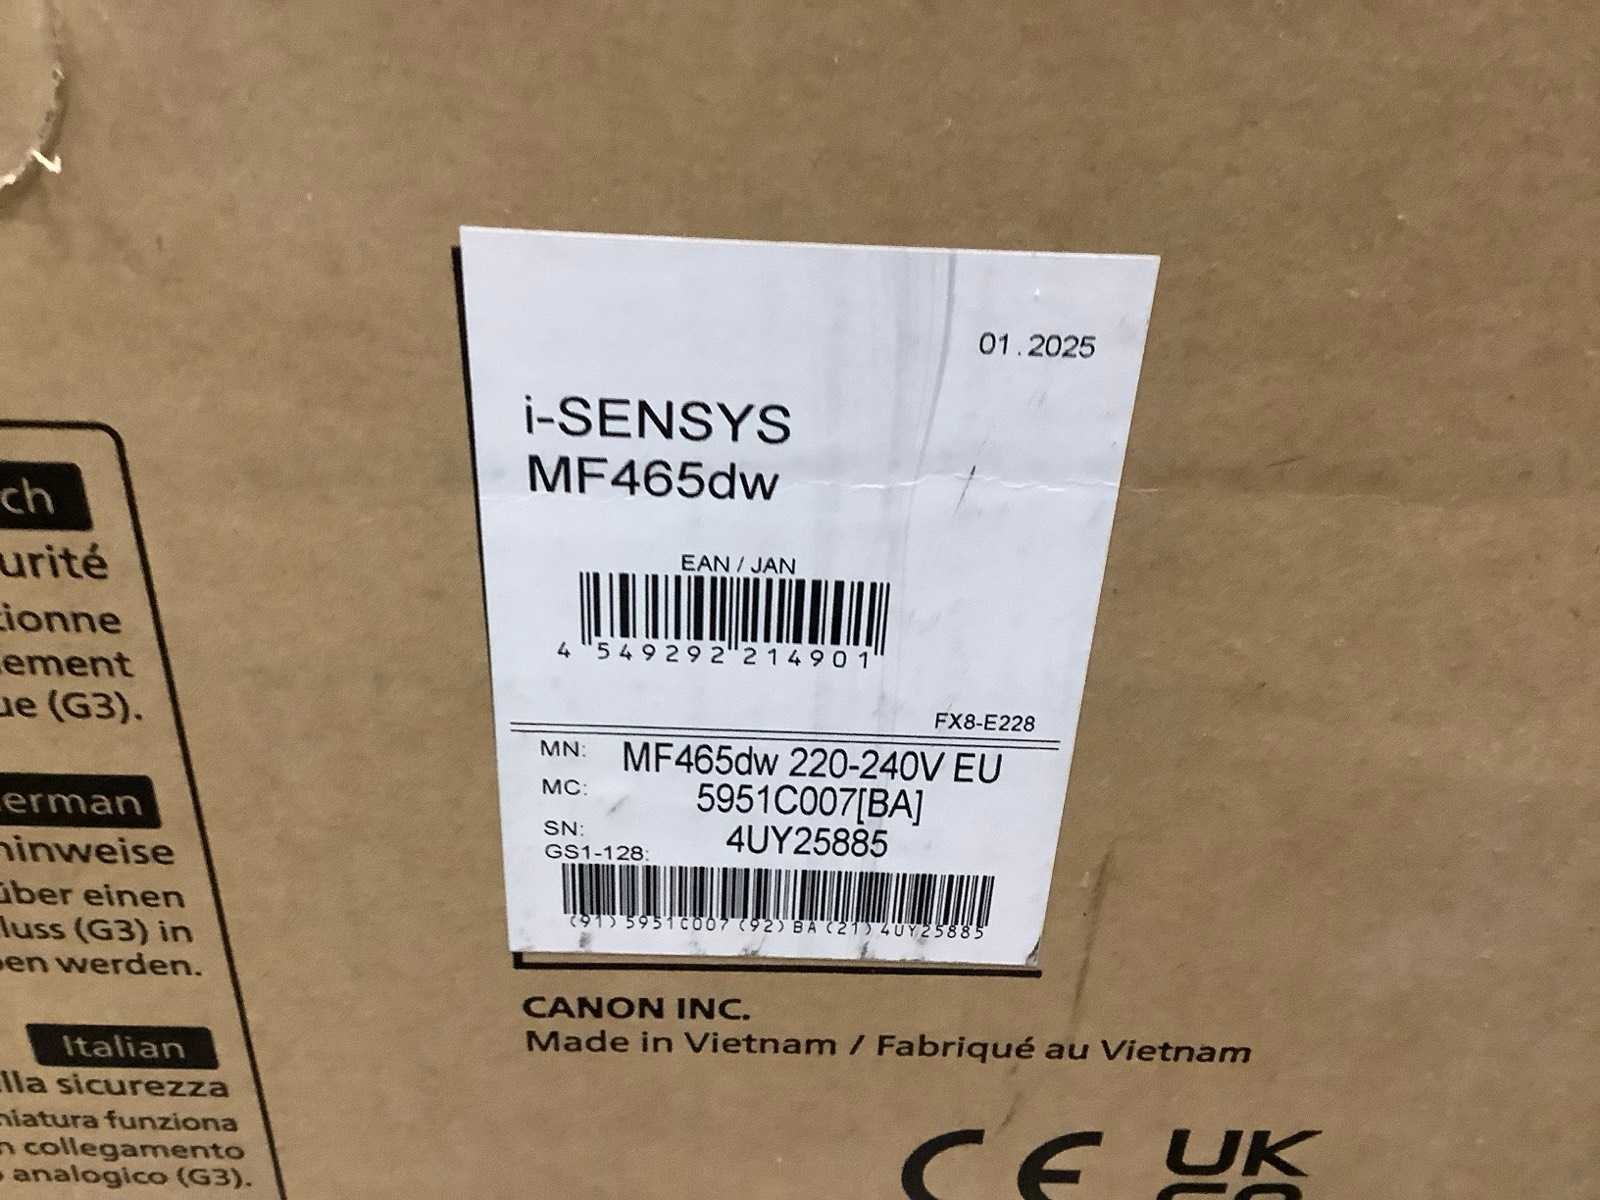 01.2025
i-SENSYS
MF465dw
EAN / JAN
4 549292 214901
FX8-E228
MN: MF465dw 220-240V EU
MC: 5951C007[BA]
SN: 4UY25885
GS1-128:
(91)5951C007(92)BA(21)4UY25885
CANON INC.
Made in Vietnam / Fabriqué au Vietnam
CE UK
ch
urité
tionne
ement
ue (G3).
erman
hinweise
über einen
luss (G3) in
en werden.
Italian
lla sicurezza
niatura funziona
n collegamento
analogico (G3).